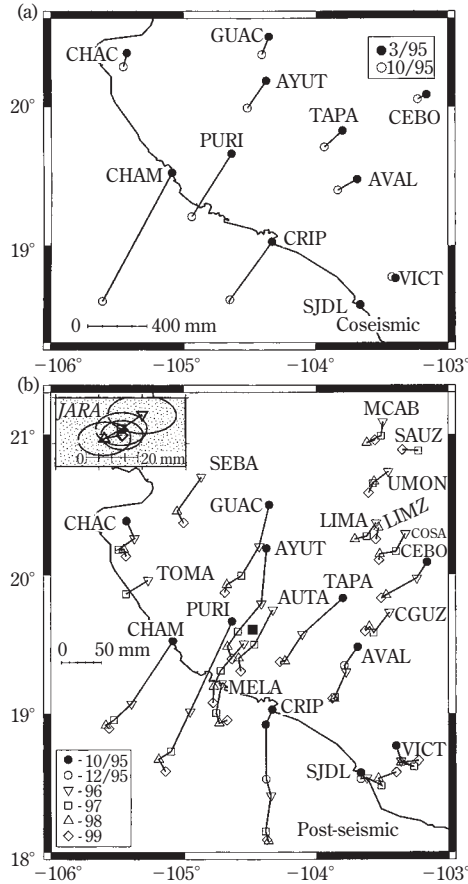 (a)
GUAC
CHAC
3/95
10/95
20°
AYUT
CEBO
TAPA
PURI
CHAM
AVAL
19°
CRIP
VICT
SJDL
0 400 mm
Coseismic
−106° −105° −104° −103°
(b)
MCAB
JARA
0 20 mm
21°
SAUZ
SEBA
UMON
GUAC
LIMA
LIMZ
CHAC
COSA
AYUT
CEBO
20°
TOMA
TAPA
PURI
AUTA
CGUZ
CHAM
AVAL
0 50 mm
MELA
19°
CRIP
VICT
SJDL
-10/95
-12/95
-96
-97
-98
-99
Post-seismic
18°
−106° −105° −104° −103°